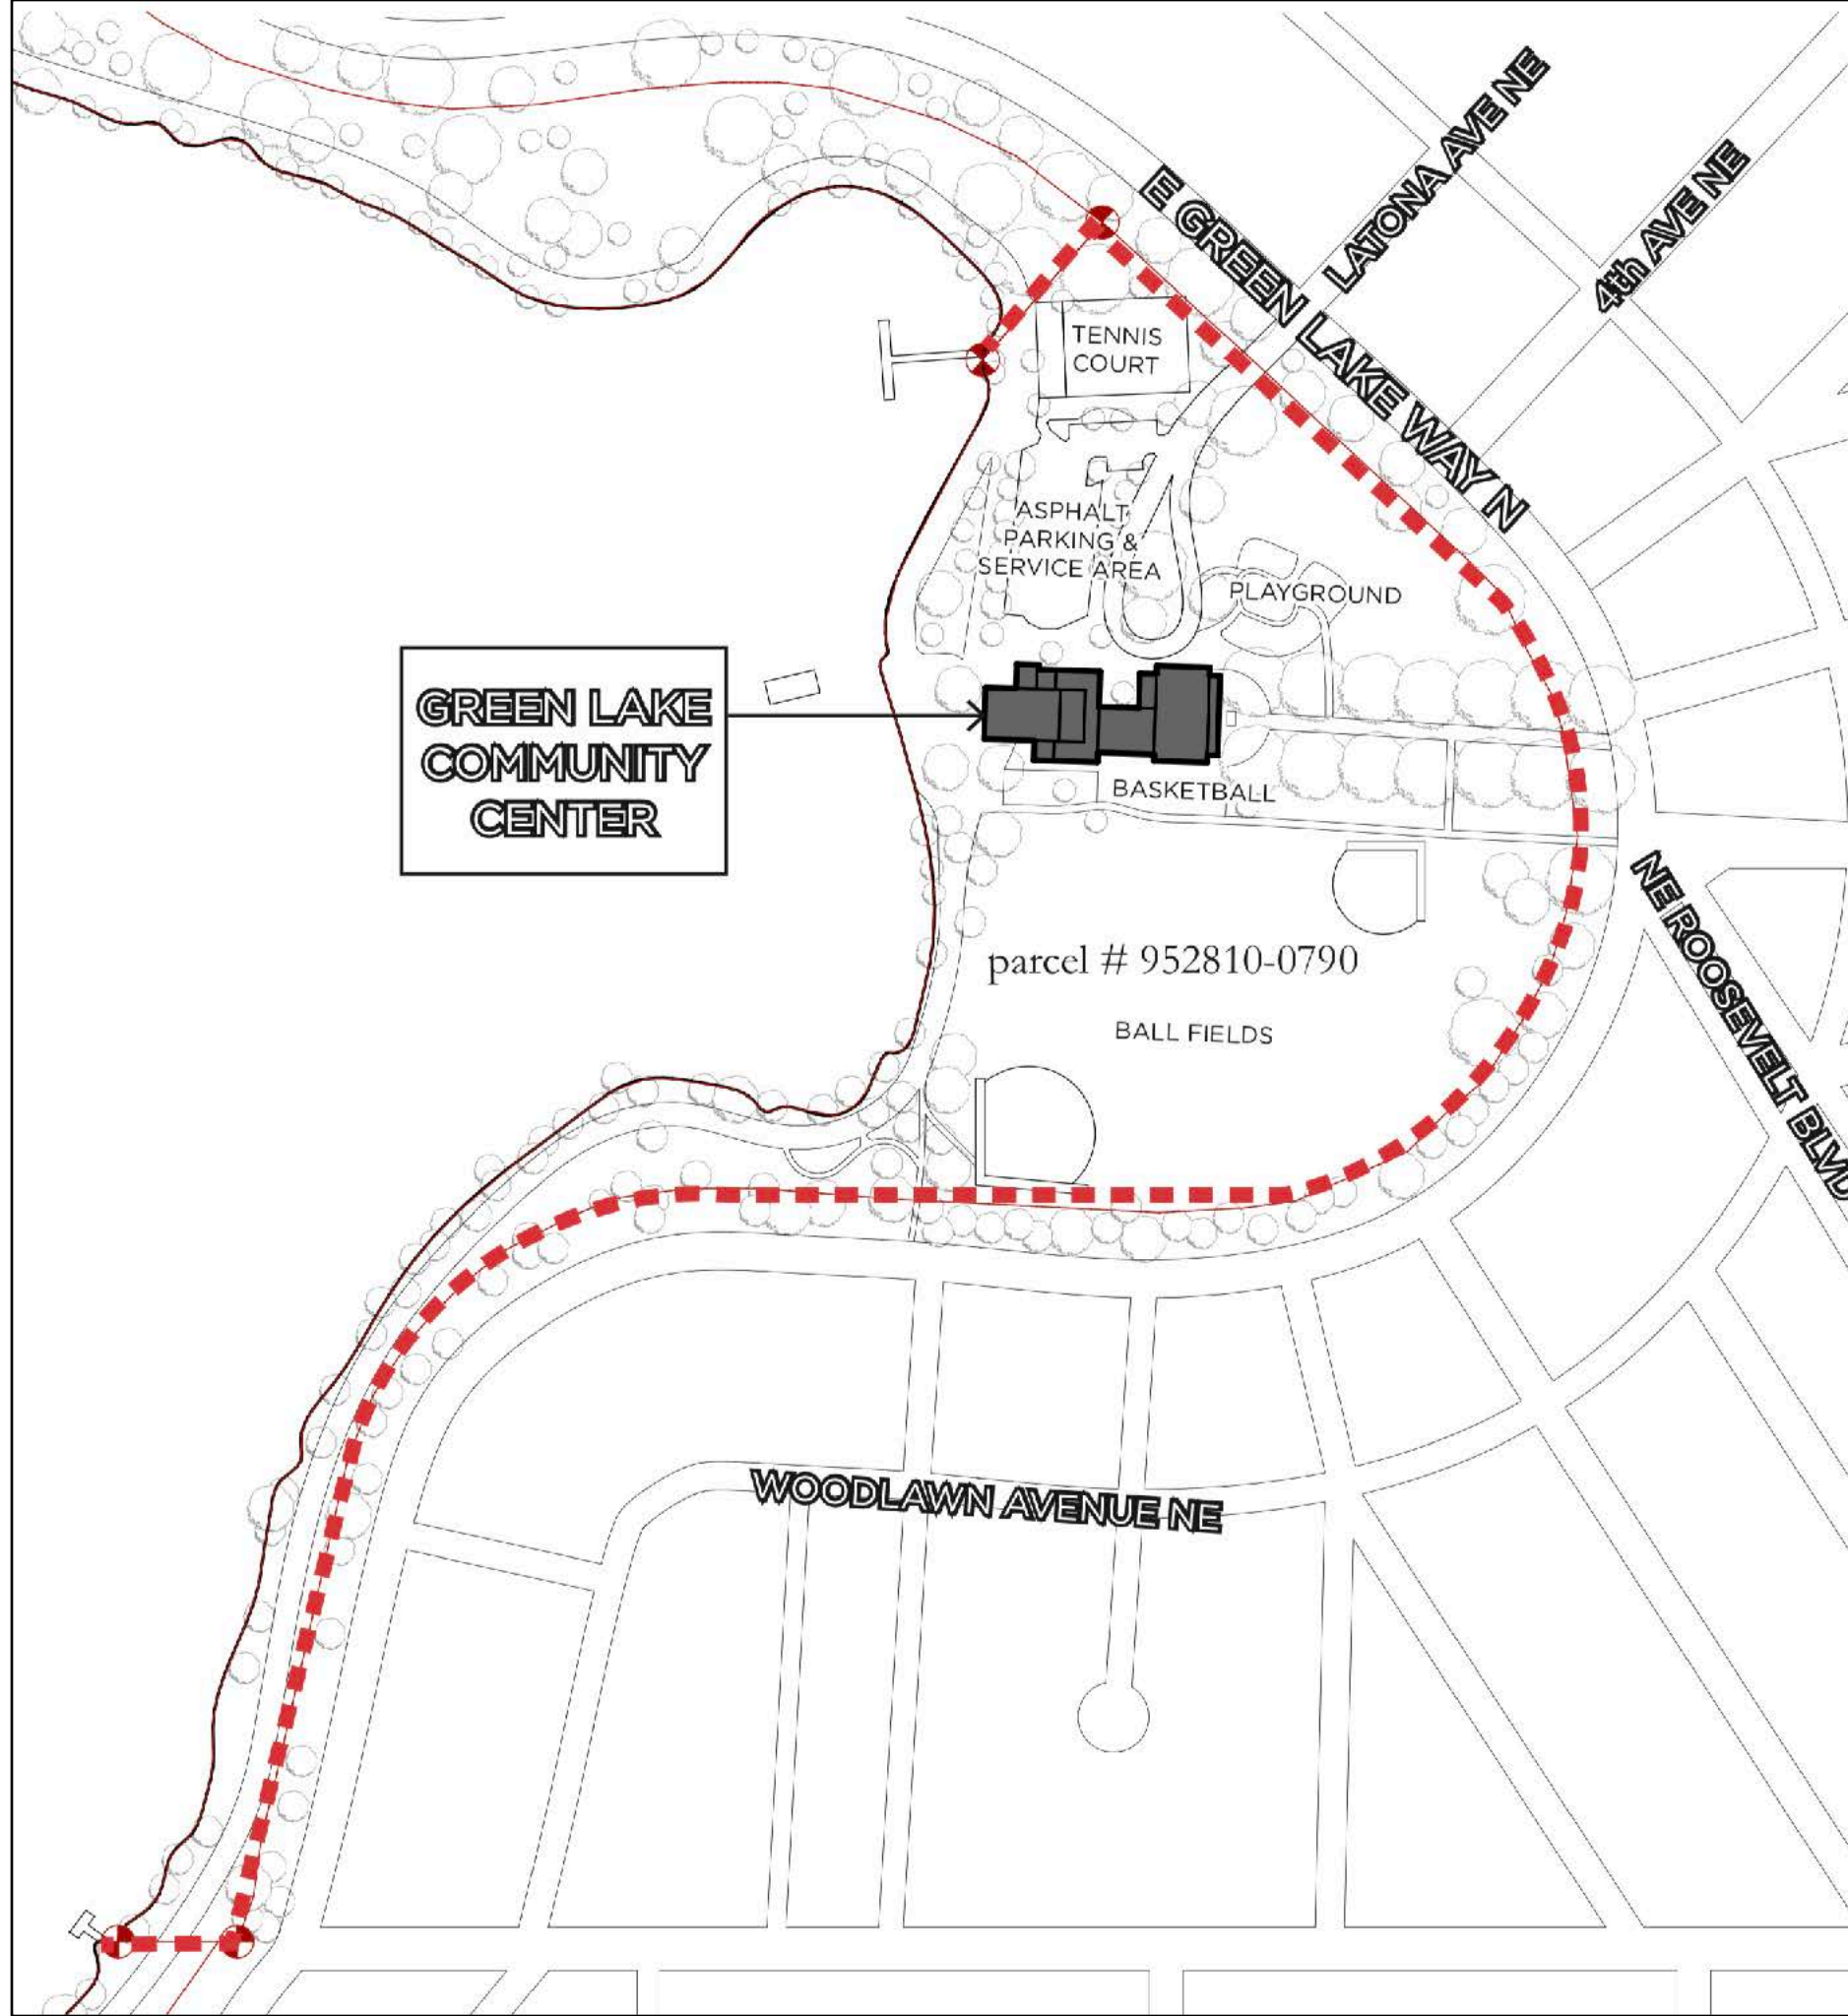 E GREEN LAKE WAY N
LATONA AVE NE
4th AVE NE
TENNIS
COURT
ASPHALT
PARKING &
SERVICE AREA
PLAYGROUND
GREEN LAKE
COMMUNITY
CENTER
BASKETBALL
NE ROOSEVELT BLVD
parcel # 952810-0790
BALL FIELDS
WOODLAWN AVENUE NE